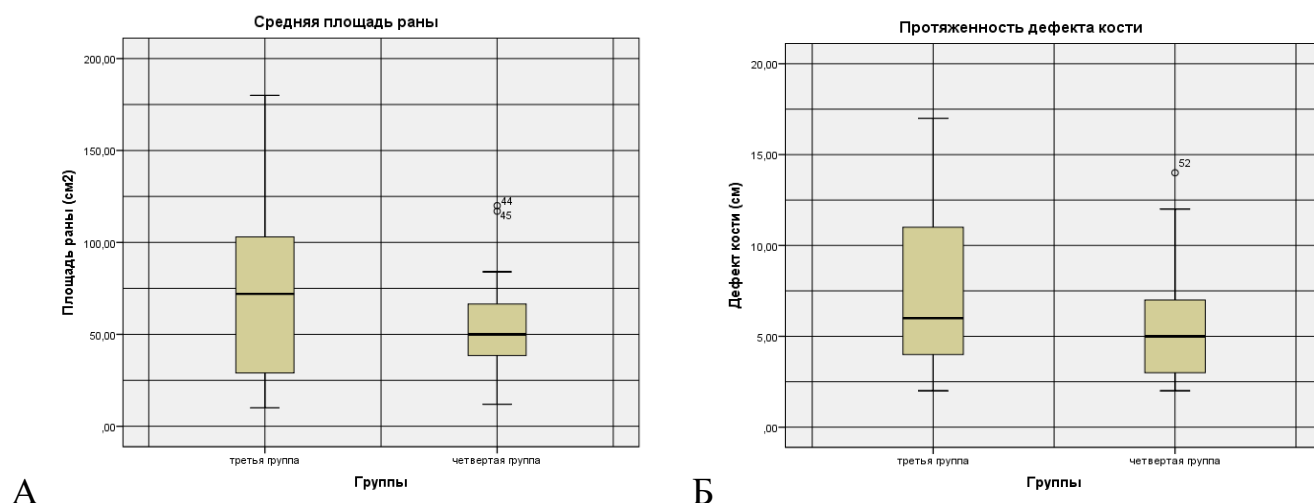 Средняя площадь раны
Площадь раны (см2)
200,00
150,00
100,00
50,00
,00
44
45
третья группа
четвертая группа
Группы
А
Протяженность дефекта кости
Дефект кости (см)
20,00
15,00
10,00
5,00
,00
52
третья группа
четвертая группа
Группы
Б